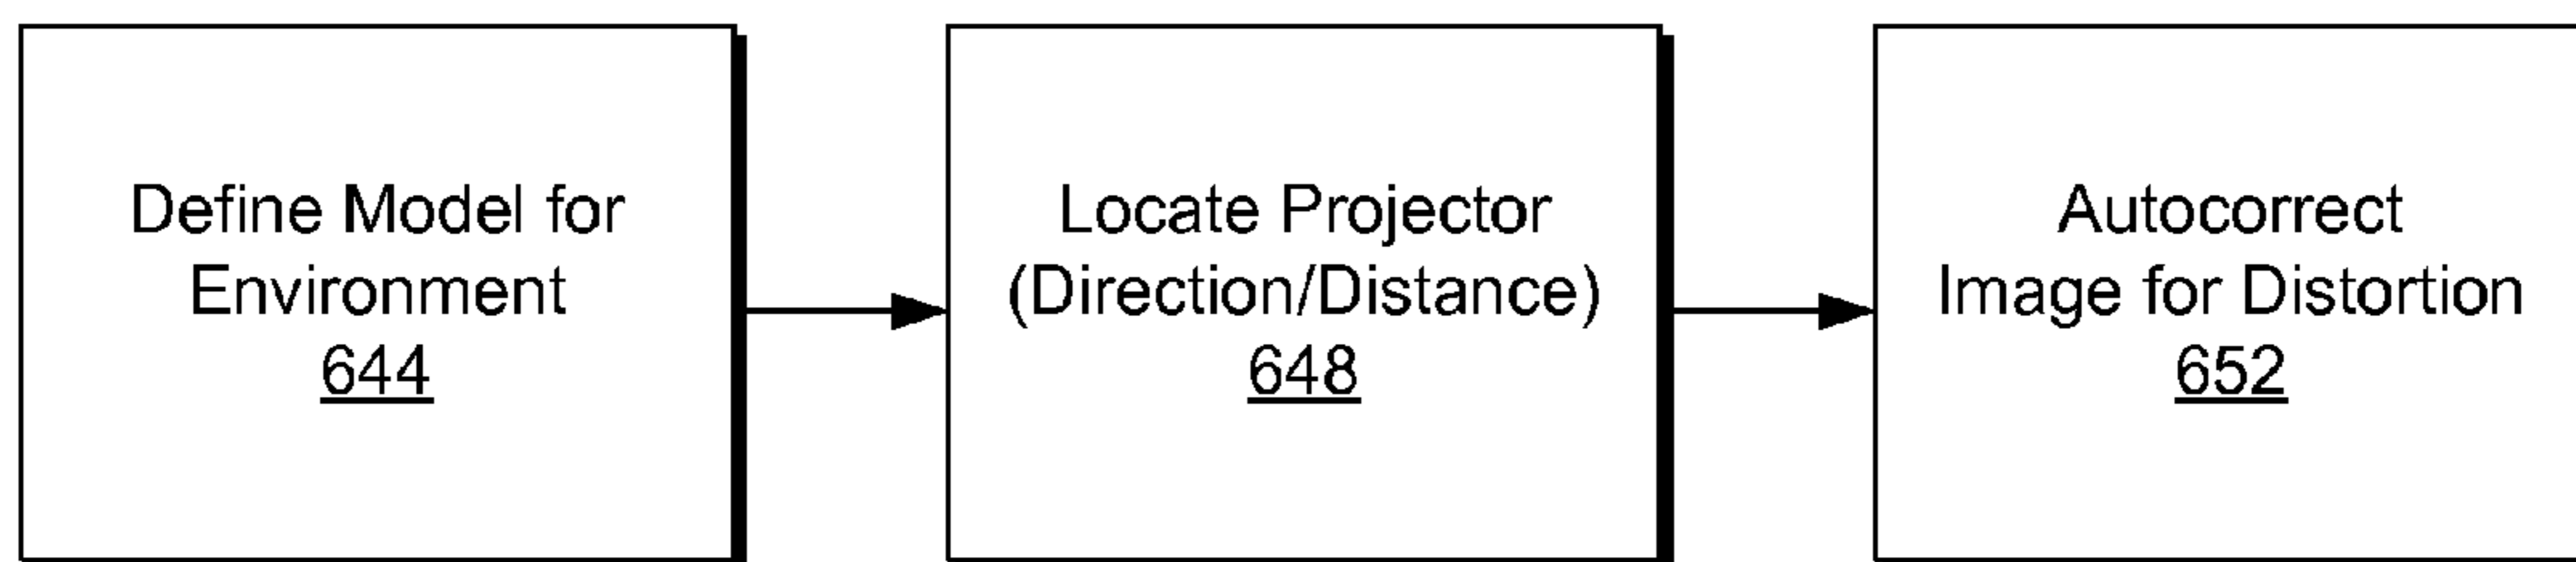 Define Model for
Environment
644
Locate Projector
(Direction/Distance)
648
Autocorrect
Image for Distortion
652